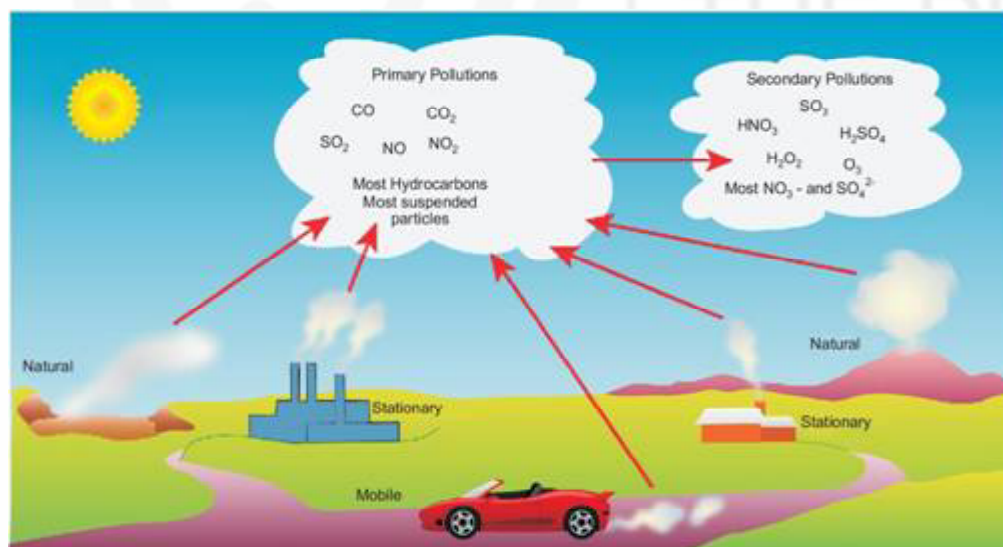 Primary Pollutions
CO CO₂
SO₂ NO NO₂
Most Hydrocarbons
Most suspended
particles
Secondary Pollutions
SO₃
HNO₃ H₂SO₄
H₂O₂ O₃
Most NO₃ - and SO₄²⁻
Natural
Stationary
Mobile
Natural
Stationary